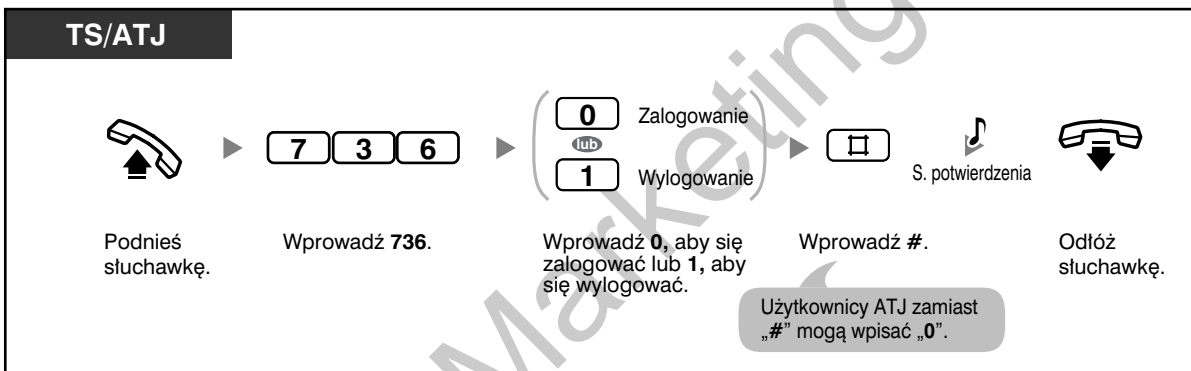 TS/ATJ
7 3 6
0 Zalogowanie
lub
1 Wylogowanie
S. potwierdzenia
Podnieś
słuchawkę.
Wprowadź 736.
Wprowadź 0, aby się
zalogować lub 1, aby
się wylogować.
Wprowadź #.
Odłóż
słuchawkę.
Użytkownicy ATJ zamiast
„#” mogą wpisać „0”.
Marketing